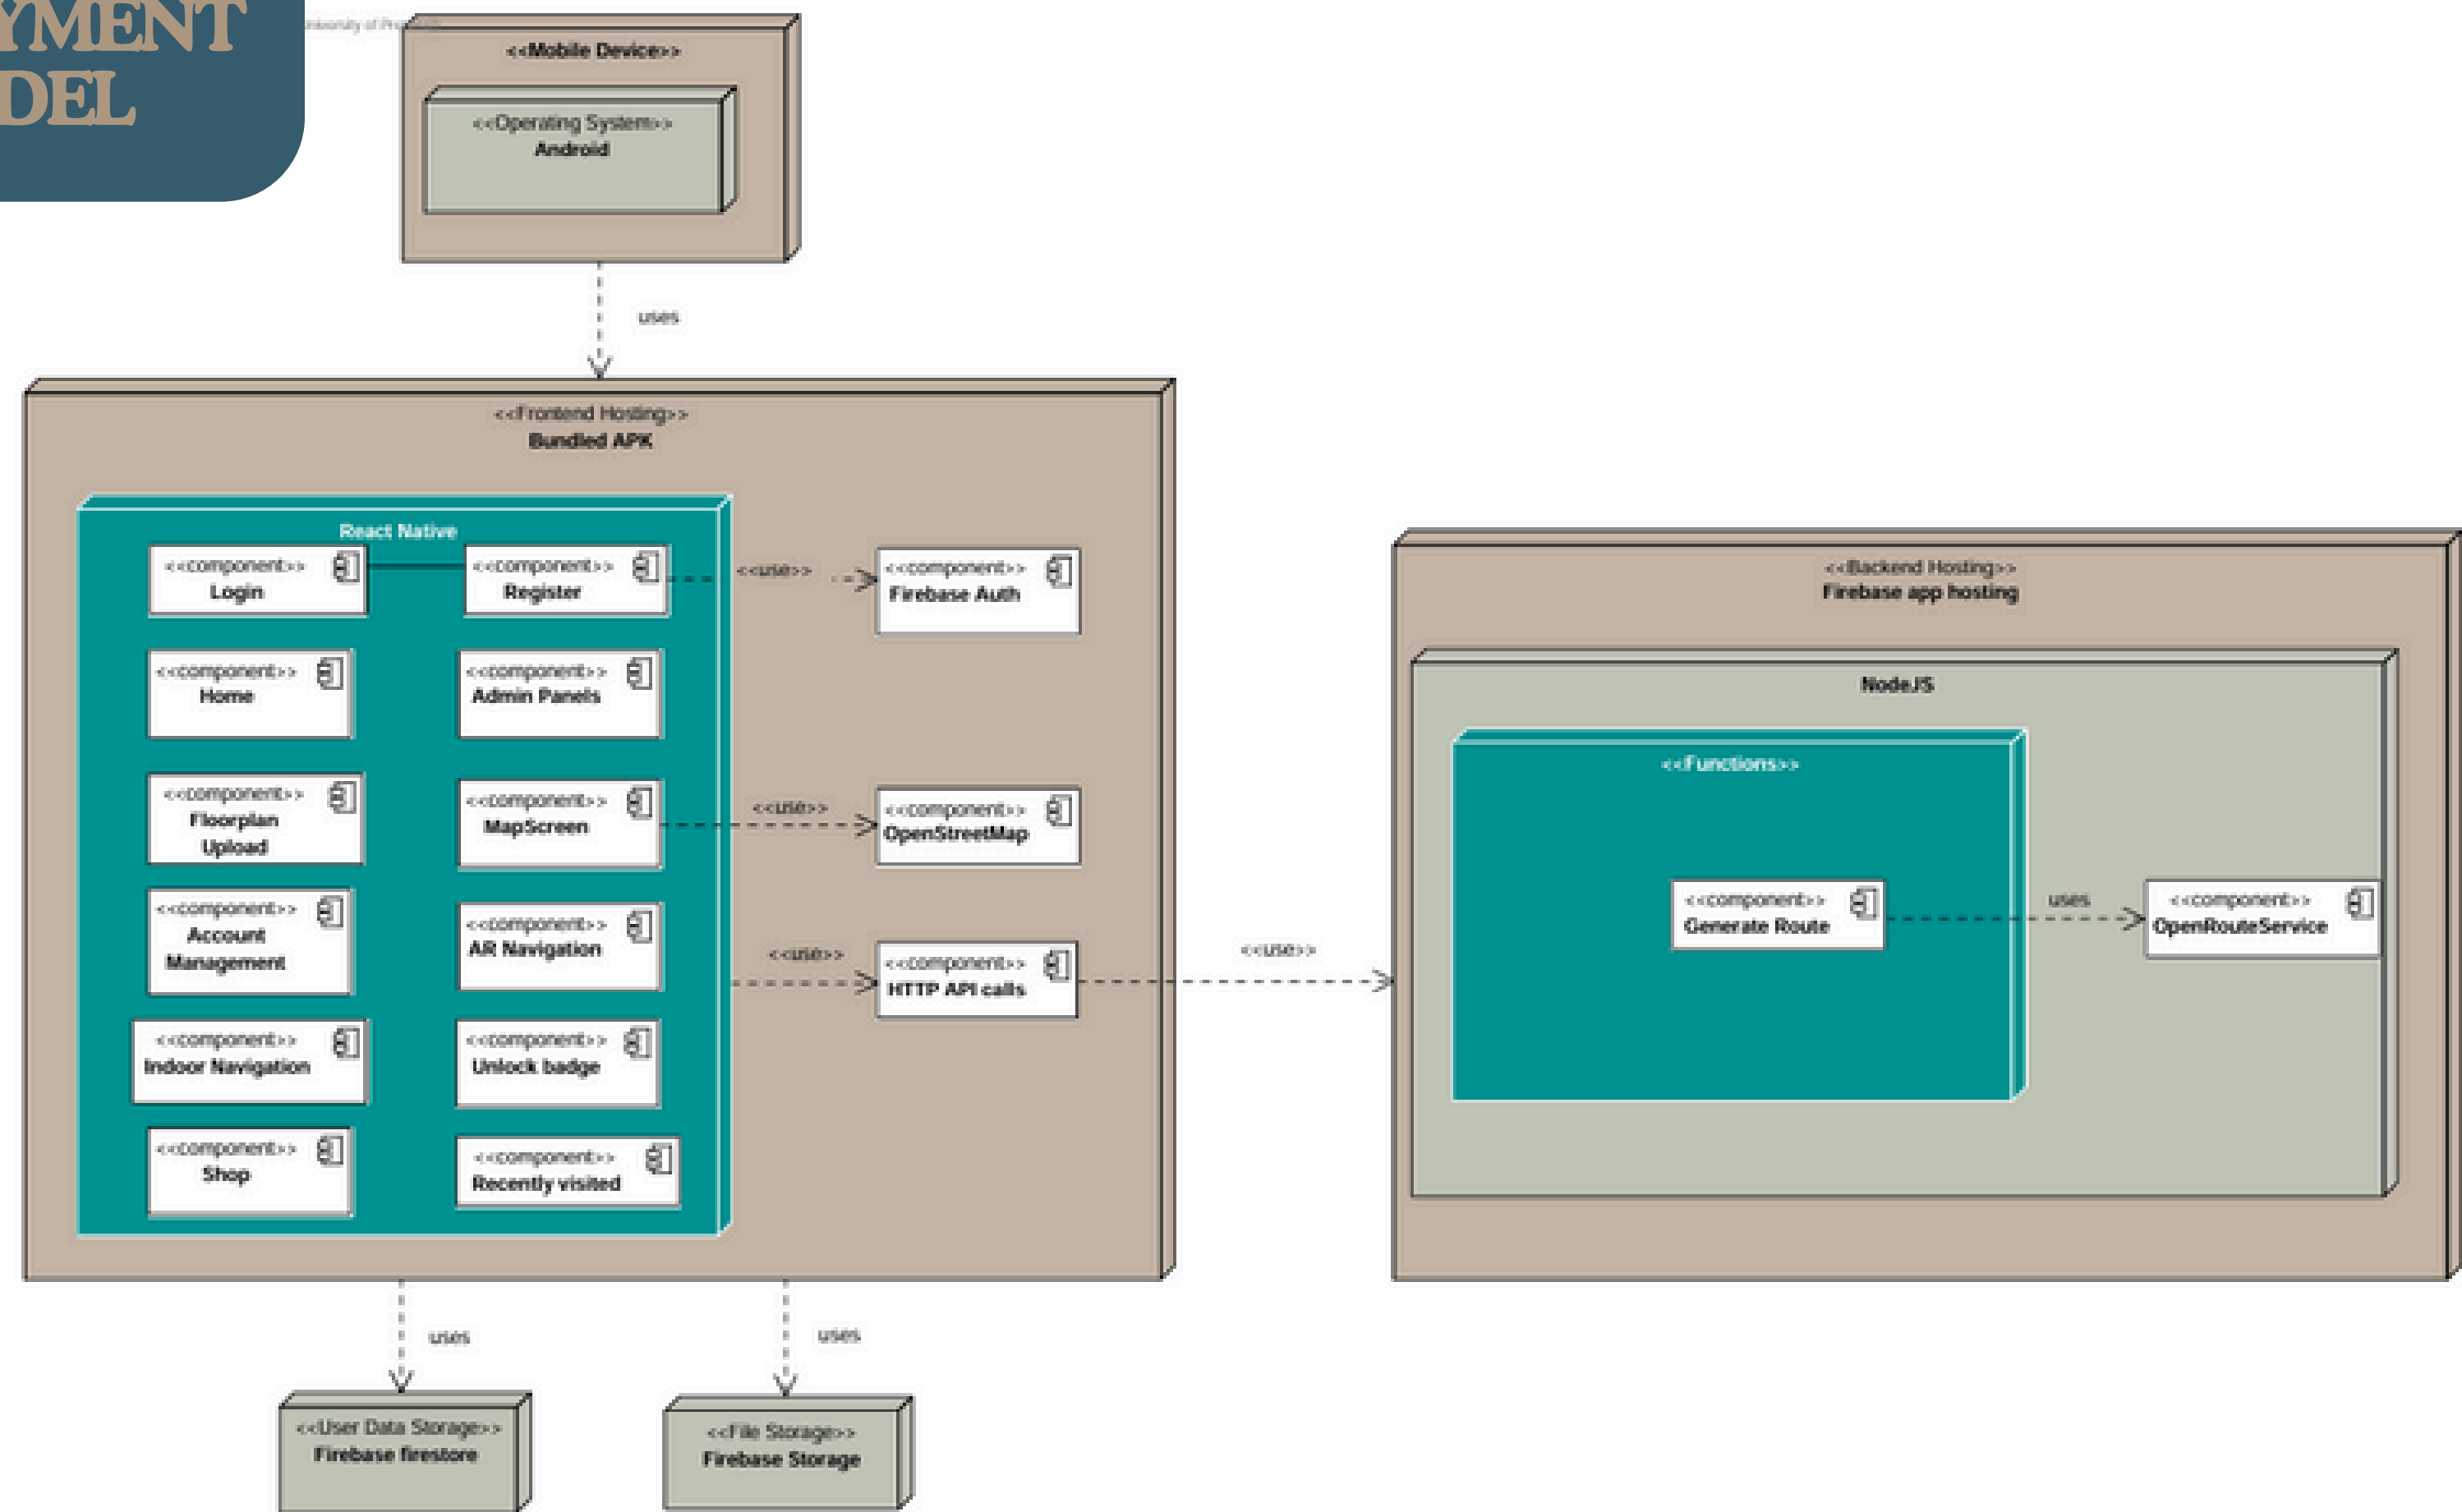 YMENT
DEL
University of Pr
<<Mobile Device>>
<<Operating System>>
Android
uses
<<Frontend Hosting>>
Bundled APK
React Native
<<component>>
Login
<<component>>
Register
<<use>>
<<component>>
Firebase Auth
<<component>>
Home
<<component>>
Admin Panels
<<component>>
Floorplan
Upload
<<component>>
MapScreen
<<use>>
<<component>>
OpenStreetMap
<<component>>
Account
Management
<<component>>
AR Navigation
<<use>>
<<component>>
HTTP API calls
<<use>>
<<component>>
Indoor Navigation
<<component>>
Unlock badge
<<component>>
Shop
<<component>>
Recently visited
<<Backend Hosting>>
Firebase app hosting
NodeJS
<<Functions>>
<<component>>
Generate Route
uses
<<component>>
OpenRouteService
uses
uses
<<User Data Storage>>
Firebase firestore
<<File Storage>>
Firebase Storage